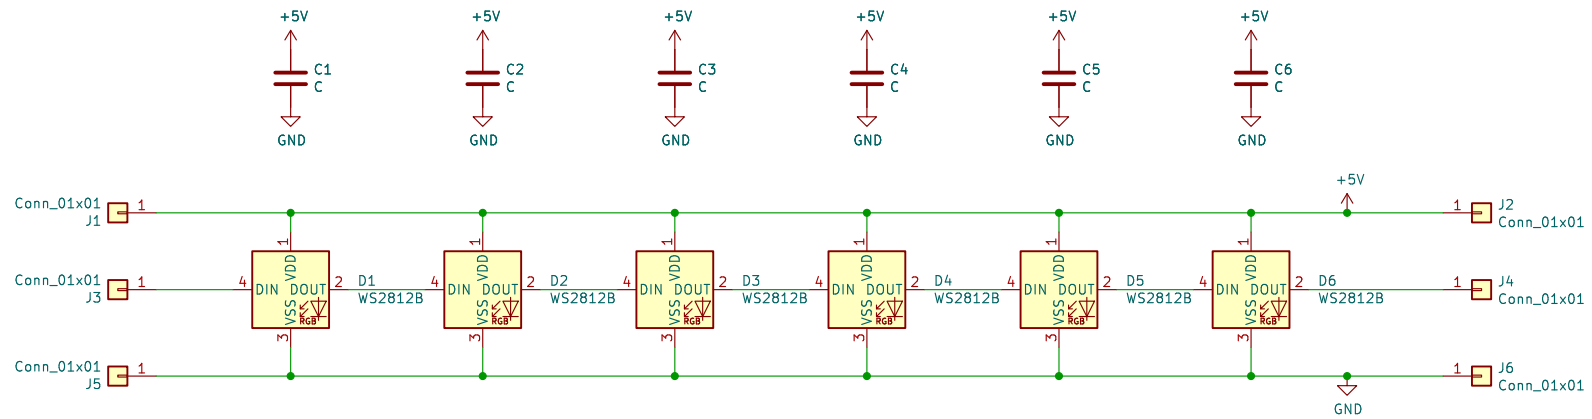 +5V +5V +5V +5V +5V +5V
C1 C2 C3 C4 C5 C6
C C C C C C
GND GND GND GND GND GND
+5V
Conn_01x01 1 1 J2
J1 Conn_01x01
1 1 1 1 1 1
VDD VDD VDD VDD VDD VDD
Conn_01x01 1 4 2 D1 4 2 D2 4 2 D3 4 2 D4 4 2 D5 4 2 D6 1 J4
J3 DIN DOUT WS2812B DIN DOUT WS2812B DIN DOUT WS2812B DIN DOUT WS2812B DIN DOUT WS2812B DIN DOUT WS2812B Conn_01x01
VSS RGB VSS RGB VSS RGB VSS RGB VSS RGB VSS RGB
3 3 3 3 3 3
Conn_01x01 1 1 J6
J5 Conn_01x01
GND